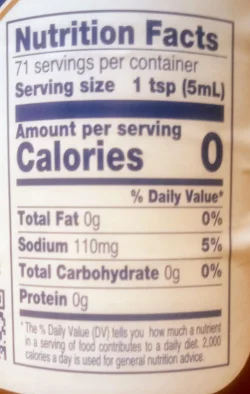 Nutrition Facts
71 servings per container
Serving size 1 tsp (5mL)
Amount per serving
Calories 0
% Daily Value*
Total Fat 0g 0%
Sodium 110mg 5%
Total Carbohydrate 0g 0%
Protein 0g
*The % Daily Value (DV) tells you how much a nutrient
in a serving of food contributes to a daily diet. 2,000
calories a day is used for general nutrition advice.